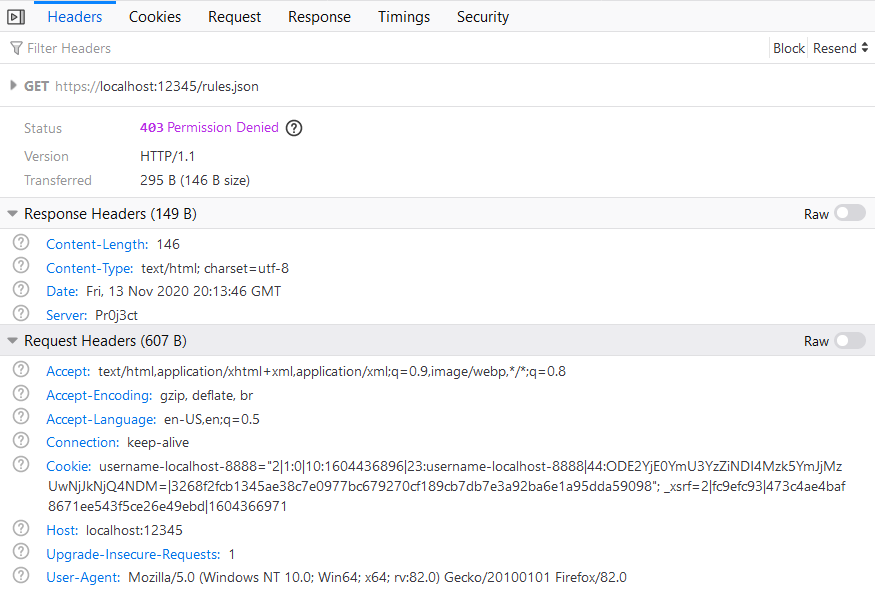 Headers Cookies Request Response Timings Security
Filter Headers Block Resend
GET https://localhost:12345/rules.json
Status 403 Permission Denied
Version HTTP/1.1
Transferred 295 B (146 B size)
Response Headers (149 B) Raw
Content-Length: 146
Content-Type: text/html; charset=utf-8
Date: Fri, 13 Nov 2020 20:13:46 GMT
Server: Pr0j3ct
Request Headers (607 B) Raw
Accept: text/html,application/xhtml+xml,application/xml;q=0.9,image/webp,*/*;q=0.8
Accept-Encoding: gzip, deflate, br
Accept-Language: en-US,en;q=0.5
Connection: keep-alive
Cookie: username-localhost-8888="2|1:0|10:1604436896|23:username-localhost-8888|44:ODE2YjE0YmU3YzZiNDI4Mzk5YmJjMz
UwNjJkNjQ4NDM=|3268f2fcb1345ae38c7e0977bc679270cf189cb7db7e3a92ba6e1a95dda59098"; _xsrf=2|fc9efc93|473c4ae4baf
8671ee543f5ce26e49ebd|1604366971
Host: localhost:12345
Upgrade-Insecure-Requests: 1
User-Agent: Mozilla/5.0 (Windows NT 10.0; Win64; x64; rv:82.0) Gecko/20100101 Firefox/82.0